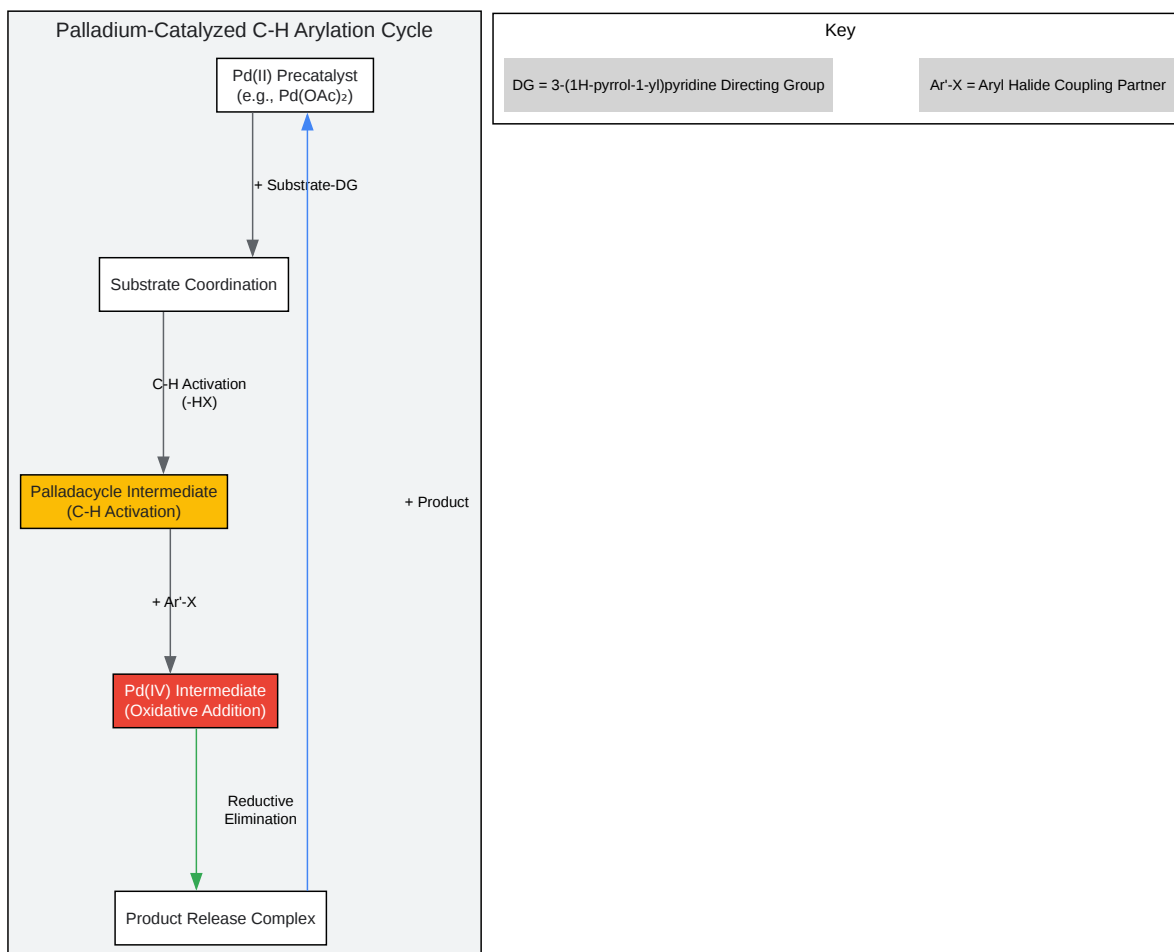 Palladium-Catalyzed C-H Arylation Cycle
Pd(II) Precatalyst
(e.g., Pd(OAc)₂)
+ Substrate-DG
Substrate Coordination
C-H Activation
(-HX)
Palladacycle Intermediate
(C-H Activation)
+ Product
+ Ar'-X
Pd(IV) Intermediate
(Oxidative Addition)
Reductive
Elimination
Product Release Complex
Key
DG = 3-(1H-pyrrol-1-yl)pyridine Directing Group
Ar'-X = Aryl Halide Coupling Partner